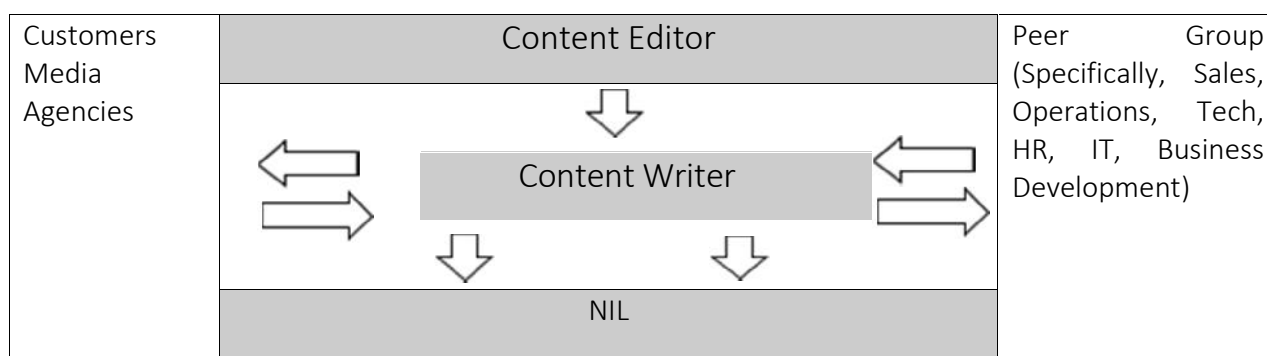 Customers
Media
Agencies
Content Editor
Content Writer
NIL
Peer Group
(Specifically, Sales,
Operations, Tech,
HR, IT, Business
Development)